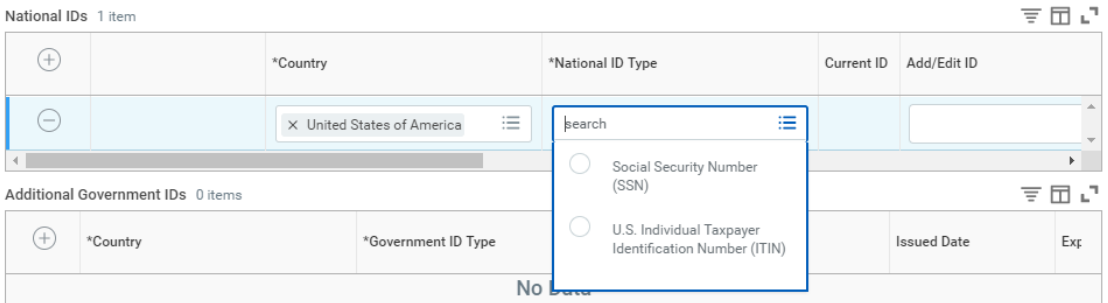 National IDs 1 item
*Country *National ID Type Current ID Add/Edit ID
× United States of America search
Social Security Number
(SSN)
U.S. Individual Taxpayer
Identification Number (ITIN)
Additional Government IDs 0 items
*Country *Government ID Type Issued Date
No